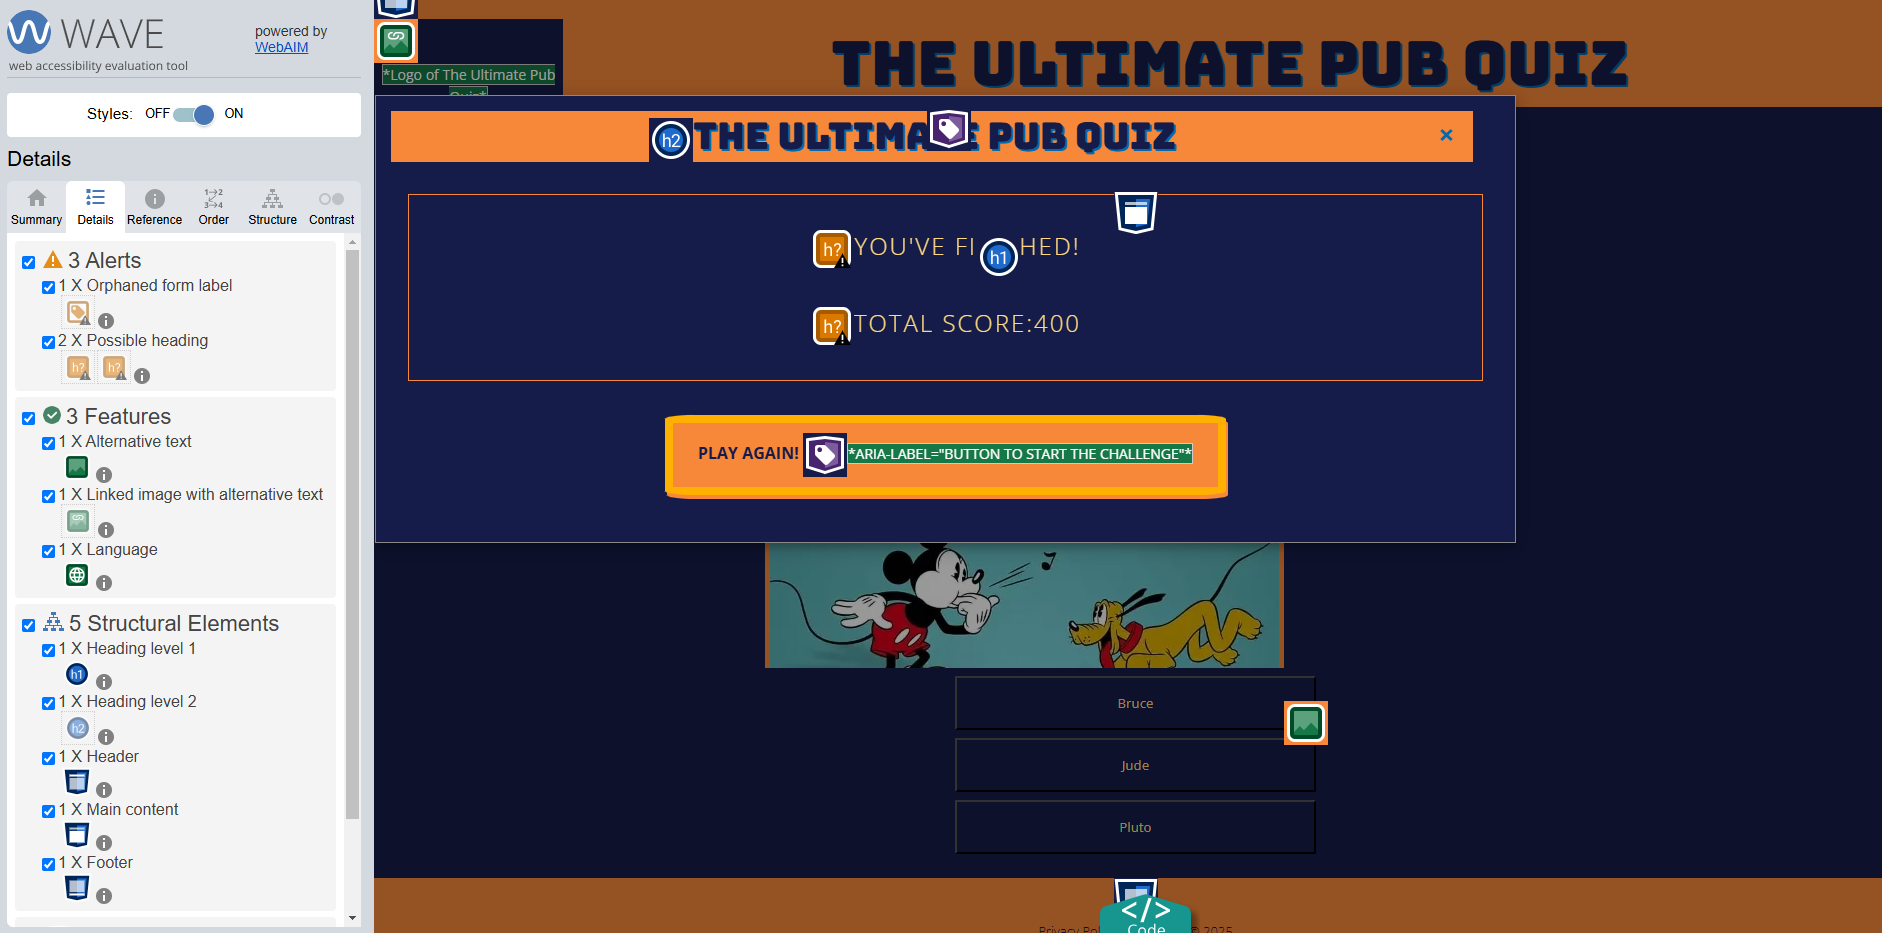 WAVE
powered by
WebAIM
web accessibility evaluation tool
Styles: OFF ON
Details
Summary Details Reference Order Structure Contrast
3 Alerts
1 X Orphaned form label
2 X Possible heading
h? h?
3 Features
1 X Alternative text
1 X Linked image with alternative text
1 X Language
5 Structural Elements
1 X Heading level 1
h1
1 X Heading level 2
h2
1 X Header
1 X Main content
1 X Footer
*Logo of The Ultimate Pub
Quiz*
THE ULTIMATE PUB QUIZ
h2 THE ULTIMATE PUB QUIZ ×
h? YOU'VE FI h1 HED!
h? TOTAL SCORE:400
PLAY AGAIN! *ARIA-LABEL="BUTTON TO START THE CHALLENGE"*
Bruce
Jude
Pluto
</>
Code
Privacy © 2025